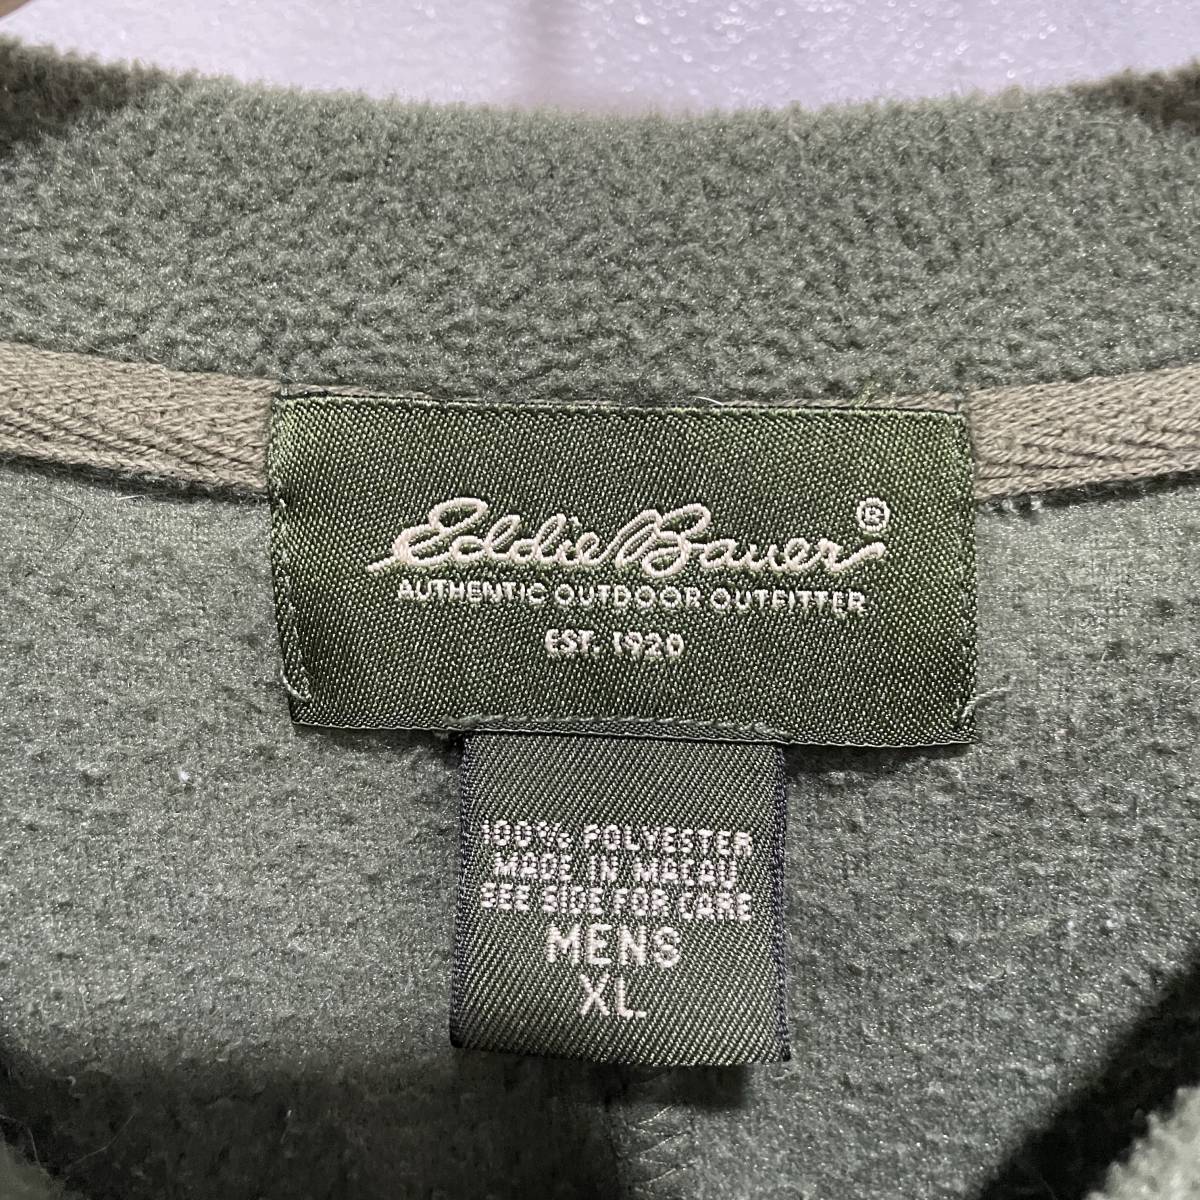 Eddie Bauer®
AUTHENTIC OUTDOOR OUTFITTER
EST. 1920
100% POLYESTER
MADE IN MACAU
SEE SIDE FOR CARE
MENS
XL